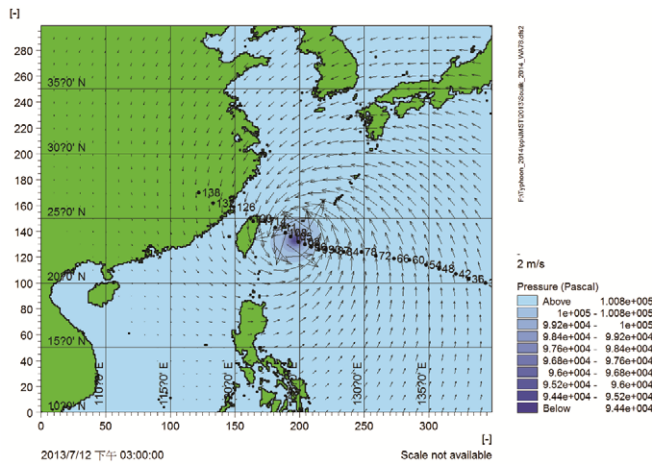 [-]
280
260
240
220
200
180
160
140
120
100
80
60
40
20
0
35?0' N
30?0' N
25?0' N
20?0' N
15?0' N
10?0' N
110?0' E
115?0' E
120?0' E
130?0' E
135?0' E
138
126
84
78
72
66
60
54
48
42
36
0 50 100 150 200 250 300
[-]
2013/7/12 下午 03:00:00
Scale not available
2 m/s
Pressure (Pascal)
Above 1.008e+005
1e+005 - 1.008e+005
9.92e+004 - 1e+005
9.84e+004 - 9.92e+004
9.76e+004 - 9.84e+004
9.68e+004 - 9.76e+004
9.6e+004 - 9.68e+004
9.52e+004 - 9.6e+004
9.44e+004 - 9.52e+004
Below 9.44e+004